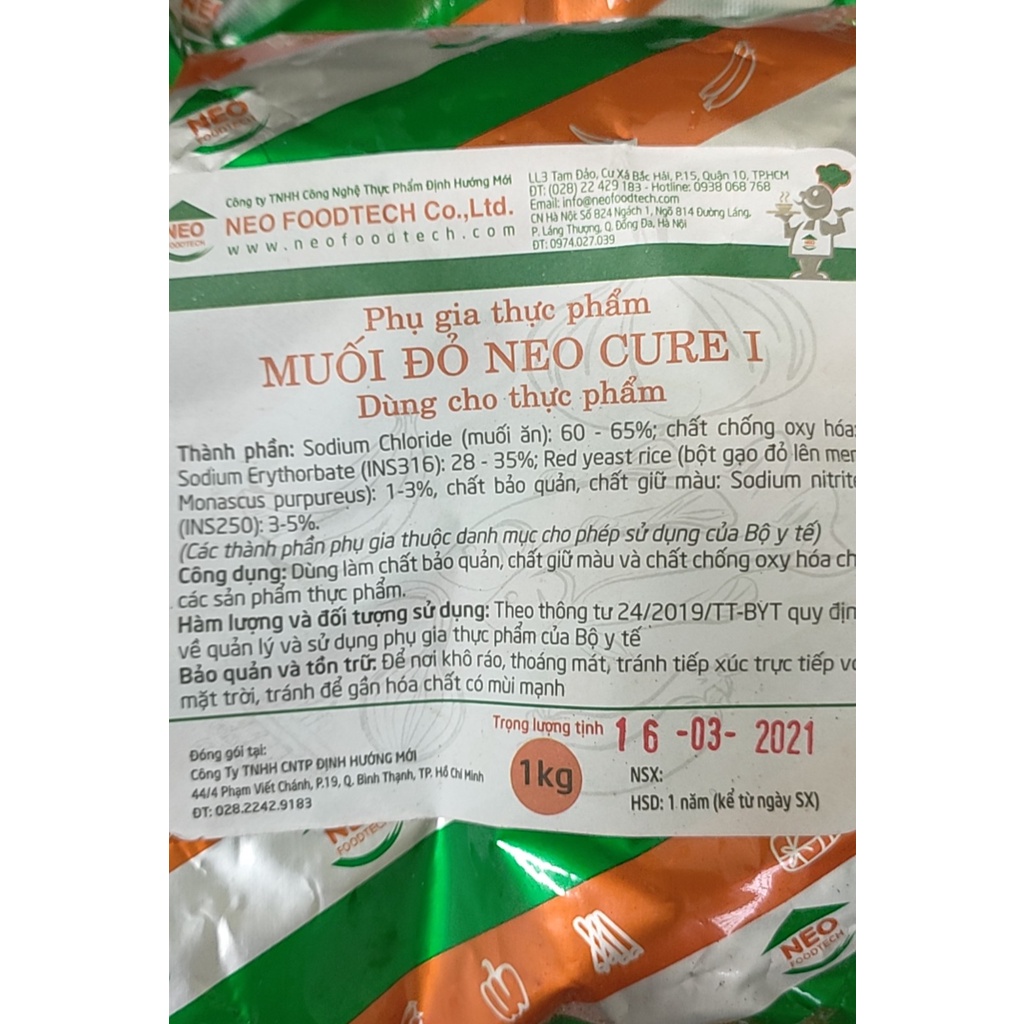 NEO
FOODTECH
NEO
FOODTECH
Công ty TNHH Công Nghệ Thực Phẩm Định Hướng Mới
NEO FOODTECH Co.,Ltd.
www.neofoodtech.com
LL3 Tam Đảo, Cư Xá Bắc Hải, P.15, Quận 10, TP.HCM
ĐT: (028) 22 429 183 - Hotline: 0938 068 768
Email: info@neofoodtech.com
CN Hà Nội: Số 8Z4 Ngách 1, Ngõ 814 Đường Láng,
P. Láng Thượng, Q. Đống Đa, Hà Nội
ĐT: 0974.027.039
Phụ gia thực phẩm
MUỐI ĐỎ NEO CURE I
Dùng cho thực phẩm
Thành phần: Sodium Chloride (muối ăn): 60 - 65%; chất chống oxy hóa:
Sodium Erythorbate (INS316): 28 - 35%; Red yeast rice (bột gạo đỏ lên men
Monascus purpureus): 1-3%, chất bảo quản, chất giữ màu: Sodium nitrite
(INS250): 3-5%.
(Các thành phần phụ gia thuộc danh mục cho phép sử dụng của Bộ y tế)
Công dụng: Dùng làm chất bảo quản, chất giữ màu và chất chống oxy hóa ch
các sản phẩm thực phẩm.
Hàm lượng và đối tượng sử dụng: Theo thông tư 24/2019/TT-BYT quy địn
về quản lý và sử dụng phụ gia thực phẩm của Bộ y tế
Bảo quản và tồn trữ: Để nơi khô ráo, thoáng mát, tránh tiếp xúc trực tiếp vớ
mặt trời, tránh để gần hóa chất có mùi mạnh
Đóng gói tại:
Công Ty TNHH CNTP ĐỊNH HƯỚNG MỚI
44/4 Phạm Viết Chánh, P.19, Q. Bình Thạnh, TP. Hồ Chí Minh
ĐT: 028.2242.9183
Trọng lượng tịnh
1kg
16-03-2021
NSX:
HSD: 1 năm (kể từ ngày SX)
FOODTECH
NEO
FOODTECH